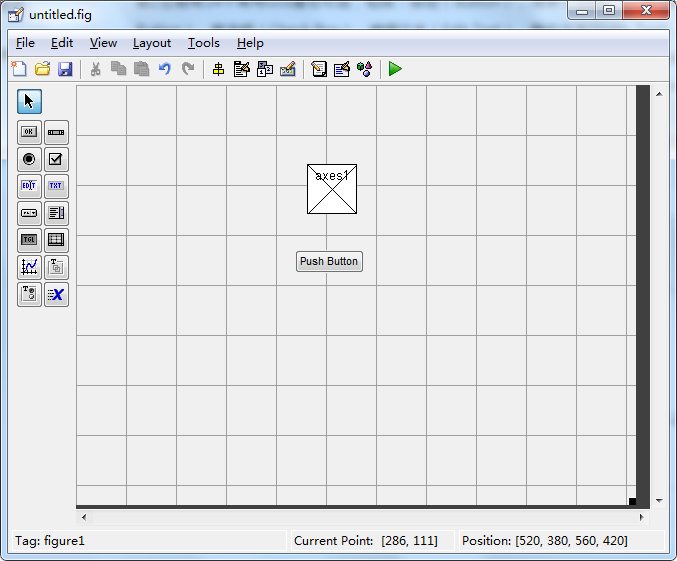 untitled.fig
File Edit View Layout Tools Help
OK
EDIT TXT
TGL
T
T
X
axes1
Push Button
Tag: figure1 Current Point: [286, 111] Position: [520, 380, 560, 420]